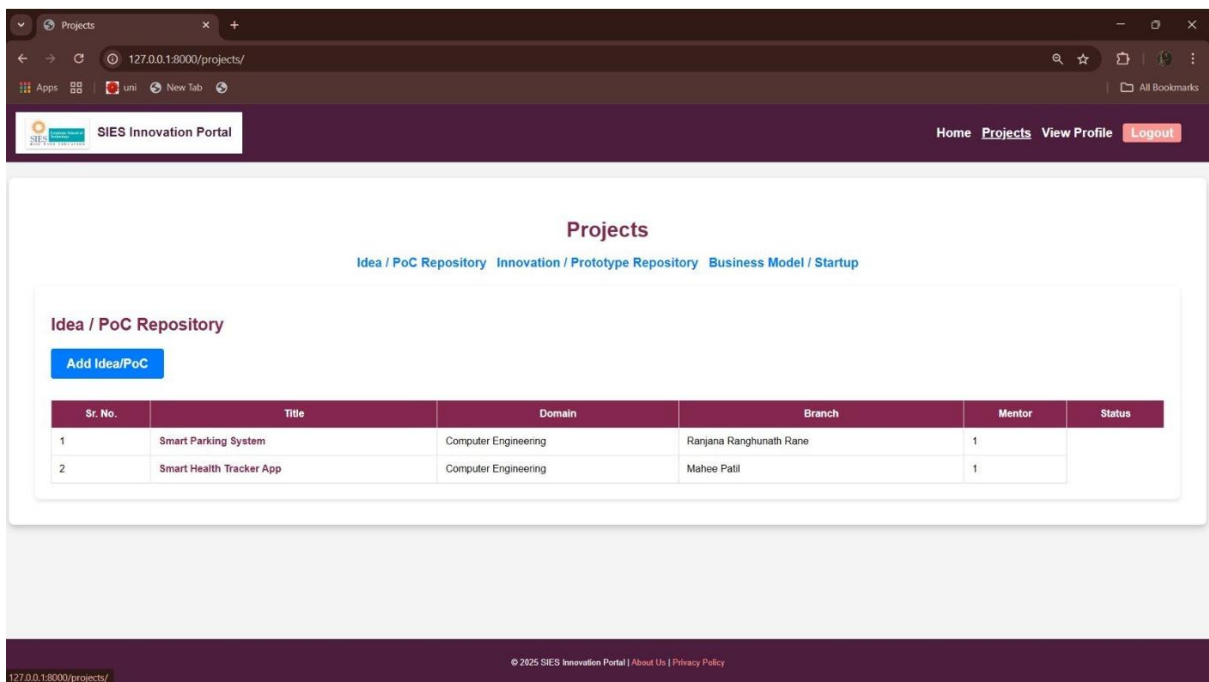 Projects
127.0.0.1:8000/projects/
Apps uni New Tab All Bookmarks
SIES
SIES Innovation Portal Home Projects View Profile Logout
Projects
Idea / PoC Repository Innovation / Prototype Repository Business Model / Startup
Idea / PoC Repository
Add Idea/PoC
Sr. No. Title Domain Branch Mentor Status
1 Smart Parking System Computer Engineering Ranjana Ranghunath Rane 1
2 Smart Health Tracker App Computer Engineering Mahee Patil 1
© 2025 SIES Innovation Portal | About Us | Privacy Policy
127.0.0.1:8000/projects/